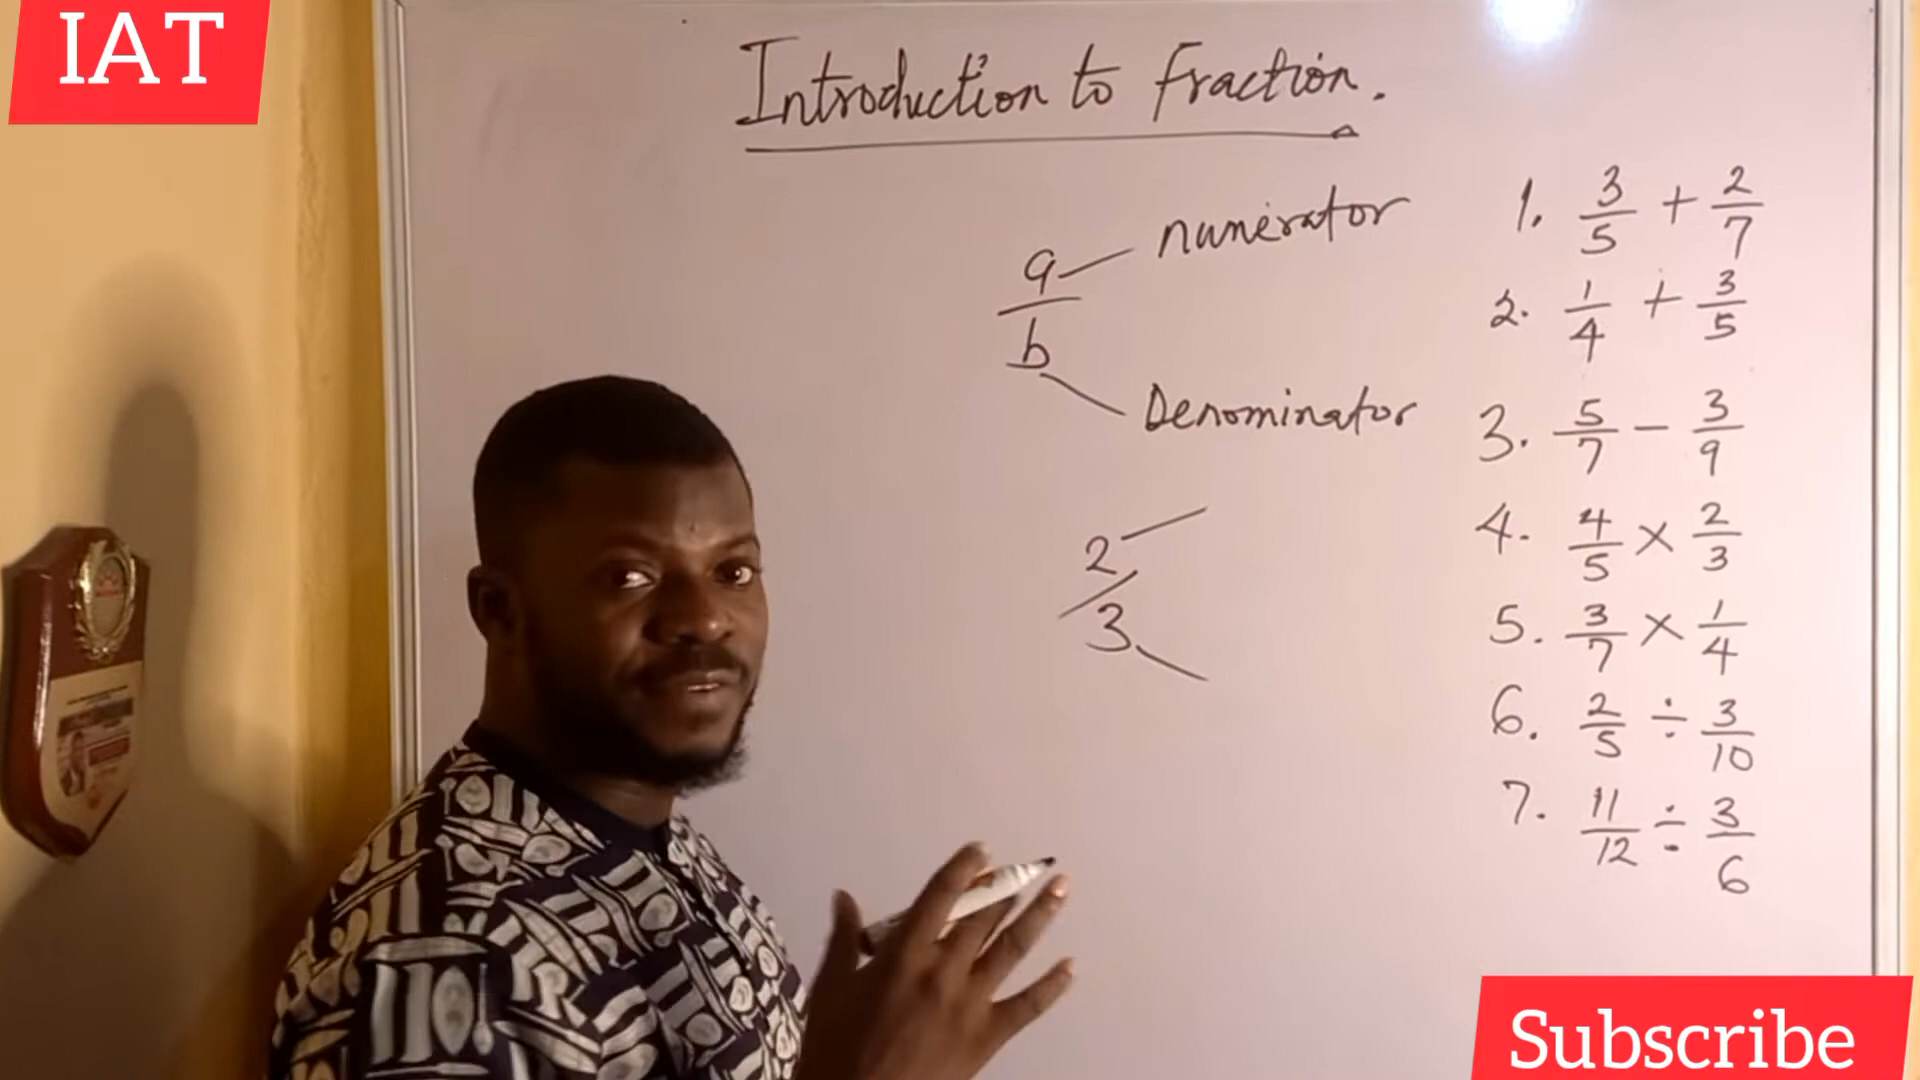 IAT
Introduction to fraction.
a
b
numerator
Denominator
2/3
1. 3/5 + 2/7
2. 1/4 + 3/5
3. 5/7 - 3/9
4. 4/5 × 2/3
5. 3/7 × 1/4
6. 2/5 ÷ 3/10
7. 11/12 ÷ 3/6
Subscribe